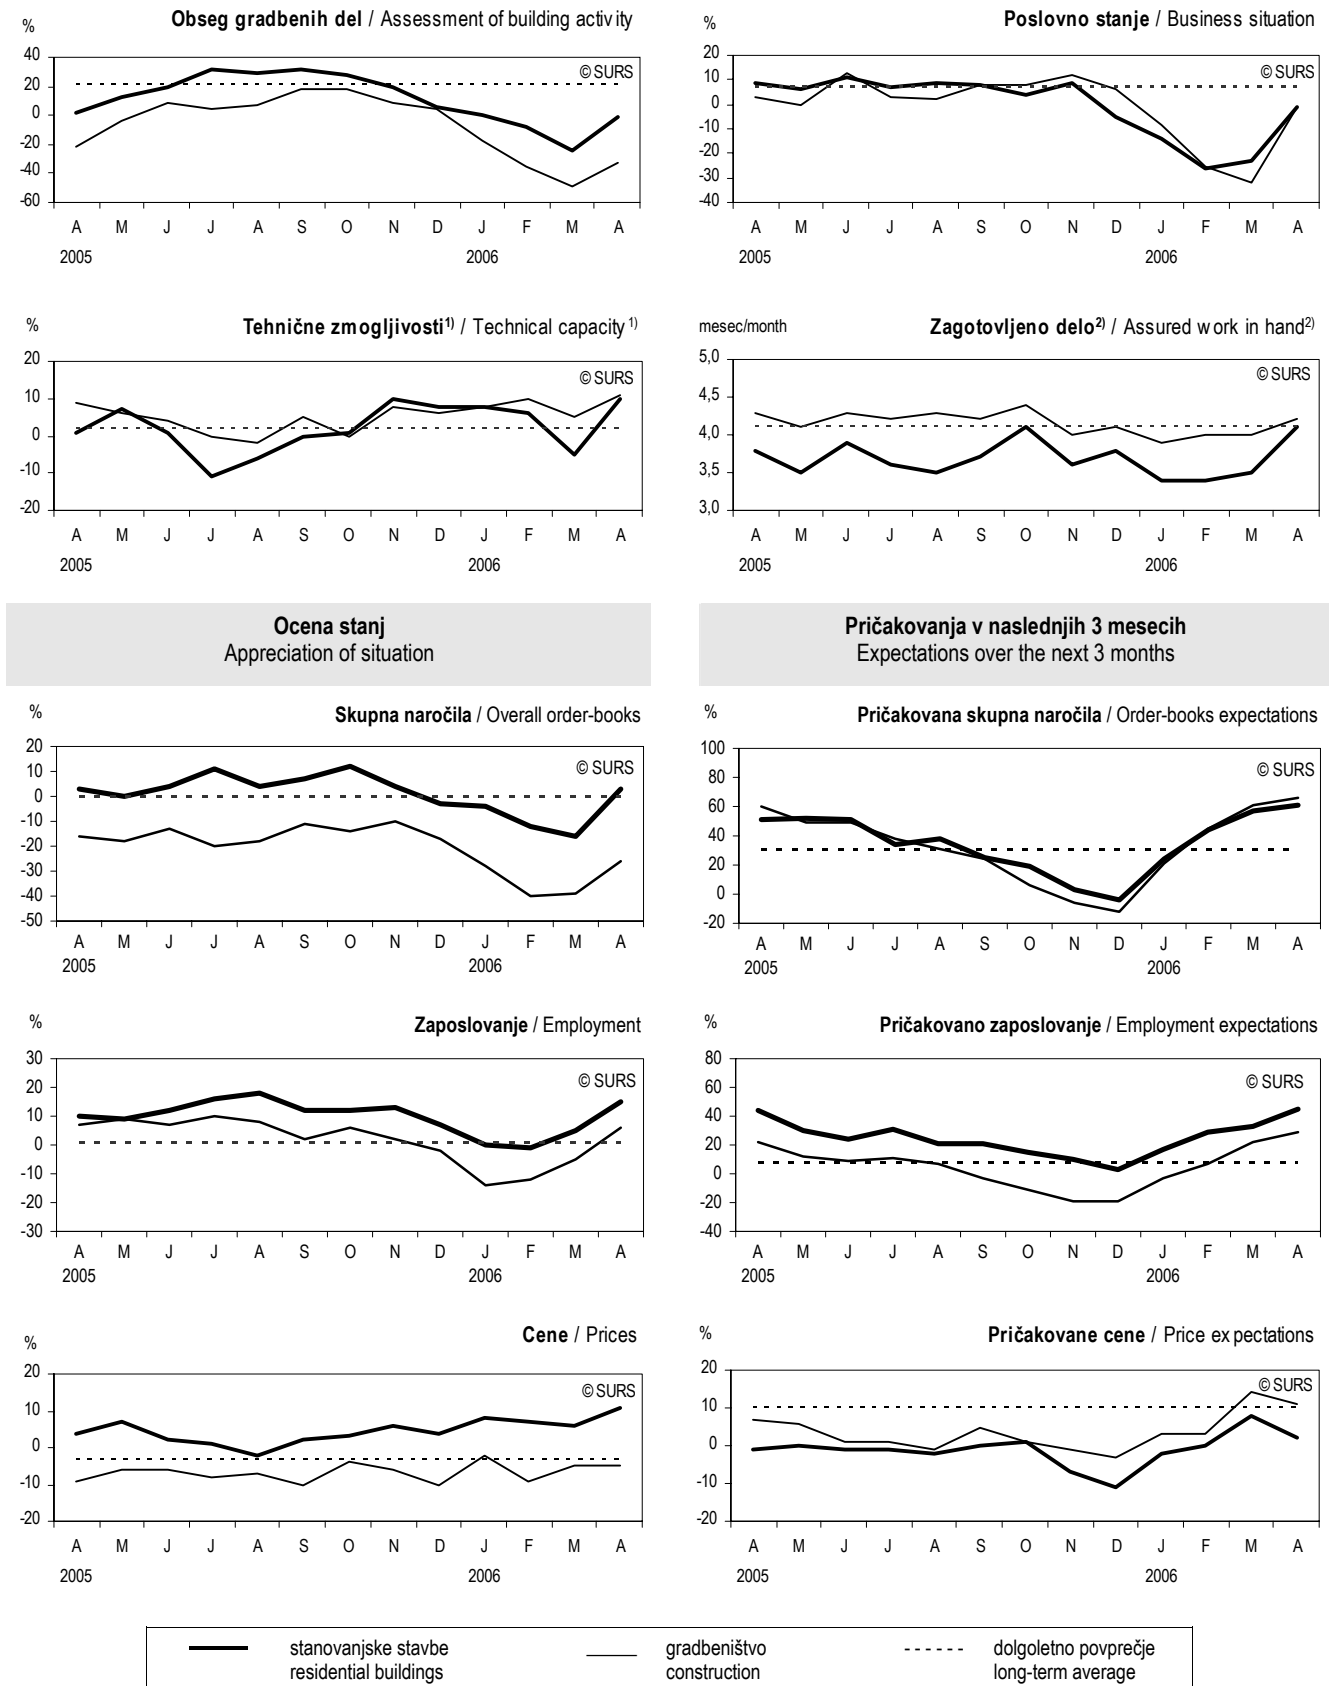 Obseg gradbenih del / Assessment of building activity
%
40
20
0
-20
-40
-60
© SURS
A M J J A S O N D J F M A
2005 2006
Poslovno stanje / Business situation
%
20
10
0
-10
-20
-30
-40
© SURS
A M J J A S O N D J F M A
2005 2006
Tehnične zmogljivosti1) / Technical capacity 1)
%
20
10
0
-10
-20
© SURS
A M J J A S O N D J F M A
2005 2006
Zagotovljeno delo2) / Assured work in hand2)
mesec/month
5,0
4,5
4,0
3,5
3,0
© SURS
A M J J A S O N D J F M A
2005 2006
Ocena stanj
Appreciation of situation
Pričakovanja v naslednjih 3 mesecih
Expectations over the next 3 months
%
Skupna naročila / Overall order-books
20
10
0
-10
-20
-30
-40
-50
© SURS
A M J J A S O N D J F M A
2005 2006
%
Pričakovana skupna naročila / Order-books expectations
100
80
60
40
20
0
-20
© SURS
A M J J A S O N D J F M A
2005 2006
%
Zaposlovanje / Employment
30
20
10
0
-10
-20
-30
© SURS
A M J J A S O N D J F M A
2005 2006
%
Pričakovano zaposlovanje / Employment expectations
80
60
40
20
0
-20
-40
© SURS
A M J J A S O N D J F M A
2005 2006
%
Cene / Prices
20
10
0
-10
-20
© SURS
A M J J A S O N D J F M A
2005 2006
%
Pričakovane cene / Price expectations
20
10
0
-10
-20
© SURS
A M J J A S O N D J F M A
2005 2006
stanovanjske stavbe
residential buildings
gradbeništvo
construction
dolgoletno povprečje
long-term average